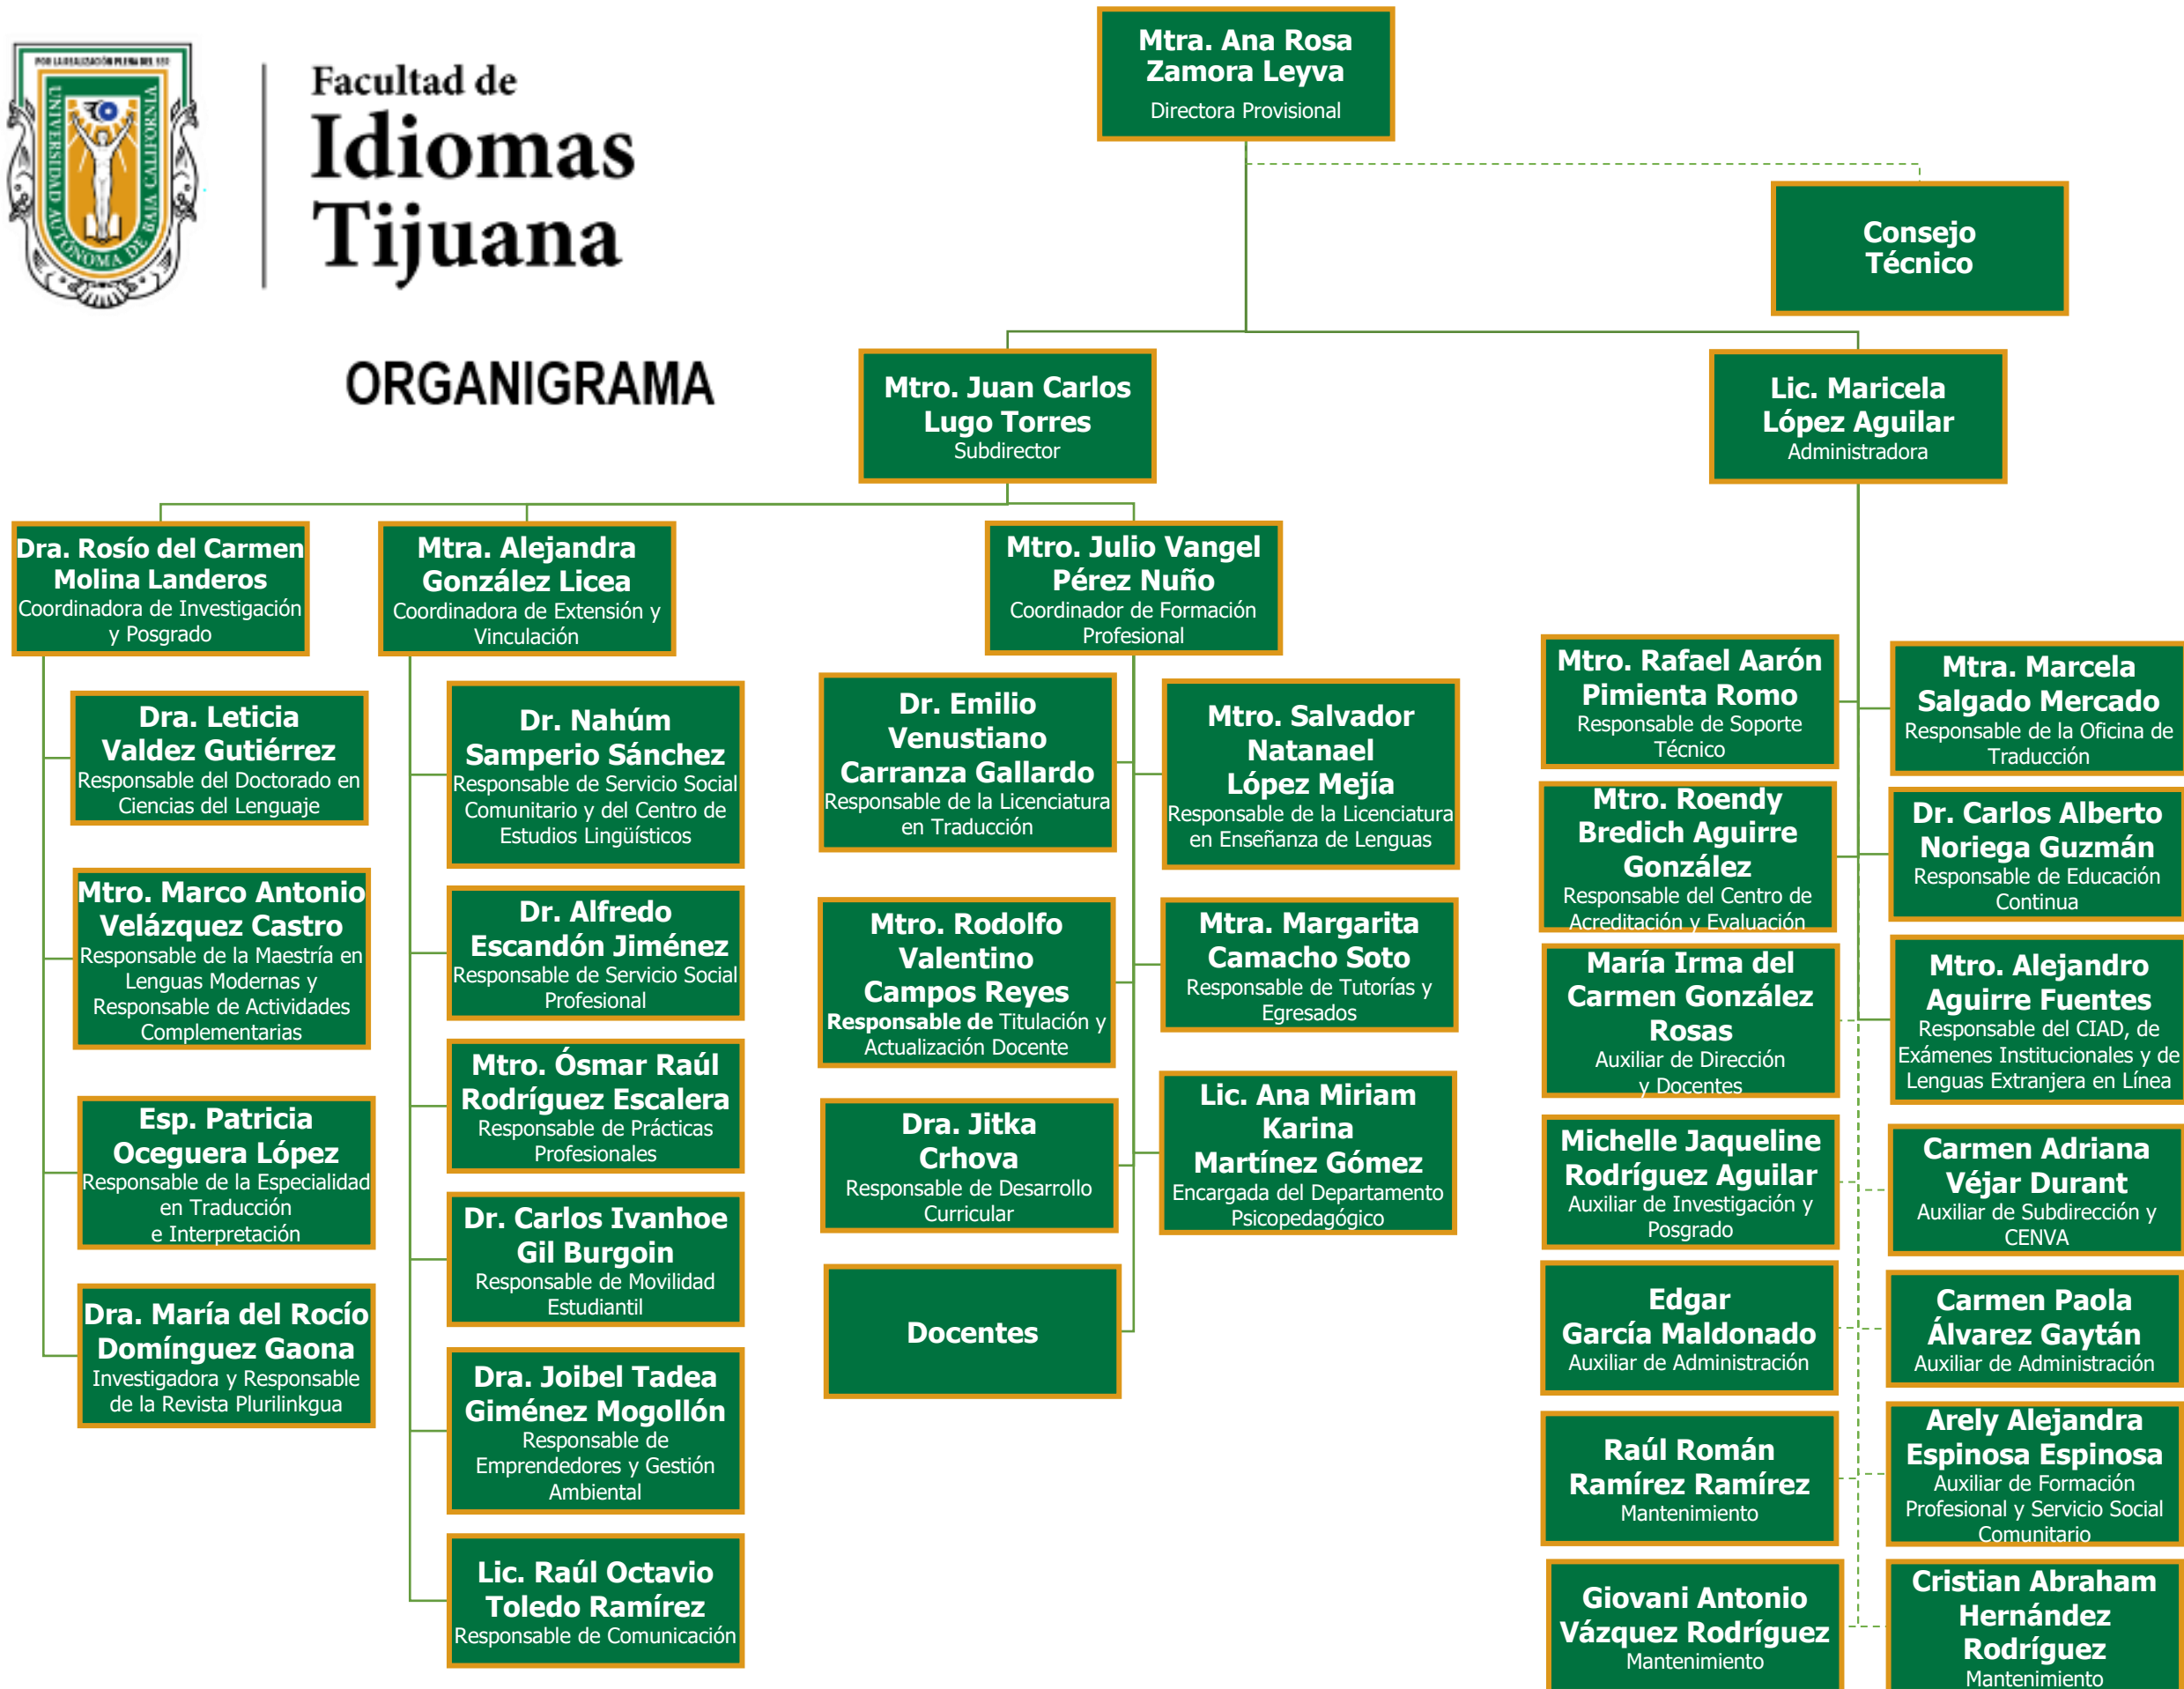 POR LA REALIZACIÓN PLENA DEL SER
UNIVERSIDAD AUTÓNOMA DE BAJA CALIFORNIA
Facultad de
Idiomas
Tijuana
ORGANIGRAMA
Mtra. Ana Rosa
Zamora Leyva
Directora Provisional
Consejo
Técnico
Mtro. Juan Carlos
Lugo Torres
Subdirector
Lic. Maricela
López Aguilar
Administradora
Dra. Rosío del Carmen
Molina Landeros
Coordinadora de Investigación
y Posgrado
Dra. Leticia
Valdez Gutiérrez
Responsable del Doctorado en
Ciencias del Lenguaje
Mtro. Marco Antonio
Velázquez Castro
Responsable de la Maestría en
Lenguas Modernas y
Responsable de Actividades
Complementarias
Esp. Patricia
Oceguera López
Responsable de la Especialidad
en Traducción
e Interpretación
Dra. María del Rocío
Domínguez Gaona
Investigadora y Responsable
de la Revista Plurilinkgua
Mtra. Alejandra
González Licea
Coordinadora de Extensión y
Vinculación
Dr. Nahúm
Samperio Sánchez
Responsable de Servicio Social
Comunitario y del Centro de
Estudios Lingüísticos
Dr. Alfredo
Escandón Jiménez
Responsable de Servicio Social
Profesional
Mtro. Ósmar Raúl
Rodríguez Escalera
Responsable de Prácticas
Profesionales
Dr. Carlos Ivanhoe
Gil Burgoin
Responsable de Movilidad
Estudiantil
Dra. Joibel Tadea
Giménez Mogollón
Responsable de
Emprendedores y Gestión
Ambiental
Lic. Raúl Octavio
Toledo Ramírez
Responsable de Comunicación
Mtro. Julio Vangel
Pérez Nuño
Coordinador de Formación
Profesional
Dr. Emilio
Venustiano
Carranza Gallardo
Responsable de la Licenciatura
en Traducción
Mtro. Salvador
Natanael
López Mejía
Responsable de la Licenciatura
en Enseñanza de Lenguas
Mtro. Rodolfo
Valentino
Campos Reyes
Responsable de Titulación y
Actualización Docente
Mtra. Margarita
Camacho Soto
Responsable de Tutorías y
Egresados
Dra. Jitka
Crhova
Responsable de Desarrollo
Curricular
Lic. Ana Miriam
Karina
Martínez Gómez
Encargada del Departamento
Psicopedagógico
Docentes
Mtro. Rafael Aarón
Pimienta Romo
Responsable de Soporte
Técnico
Mtra. Marcela
Salgado Mercado
Responsable de la Oficina de
Traducción
Mtro. Roendy
Bredich Aguirre
González
Responsable del Centro de
Acreditación y Evaluación
Dr. Carlos Alberto
Noriega Guzmán
Responsable de Educación
Continua
María Irma del
Carmen González
Rosas
Auxiliar de Dirección
y Docentes
Mtro. Alejandro
Aguirre Fuentes
Responsable del CIAD, de
Exámenes Institucionales y de
Lenguas Extranjera en Línea
Michelle Jaqueline
Rodríguez Aguilar
Auxiliar de Investigación y
Posgrado
Carmen Adriana
Véjar Durant
Auxiliar de Subdirección y
CENVA
Edgar
García Maldonado
Auxiliar de Administración
Carmen Paola
Álvarez Gaytán
Auxiliar de Administración
Raúl Román
Ramírez Ramírez
Mantenimiento
Arely Alejandra
Espinosa Espinosa
Auxiliar de Formación
Profesional y Servicio Social
Comunitario
Giovani Antonio
Vázquez Rodríguez
Mantenimiento
Cristian Abraham
Hernández
Rodríguez
Mantenimiento